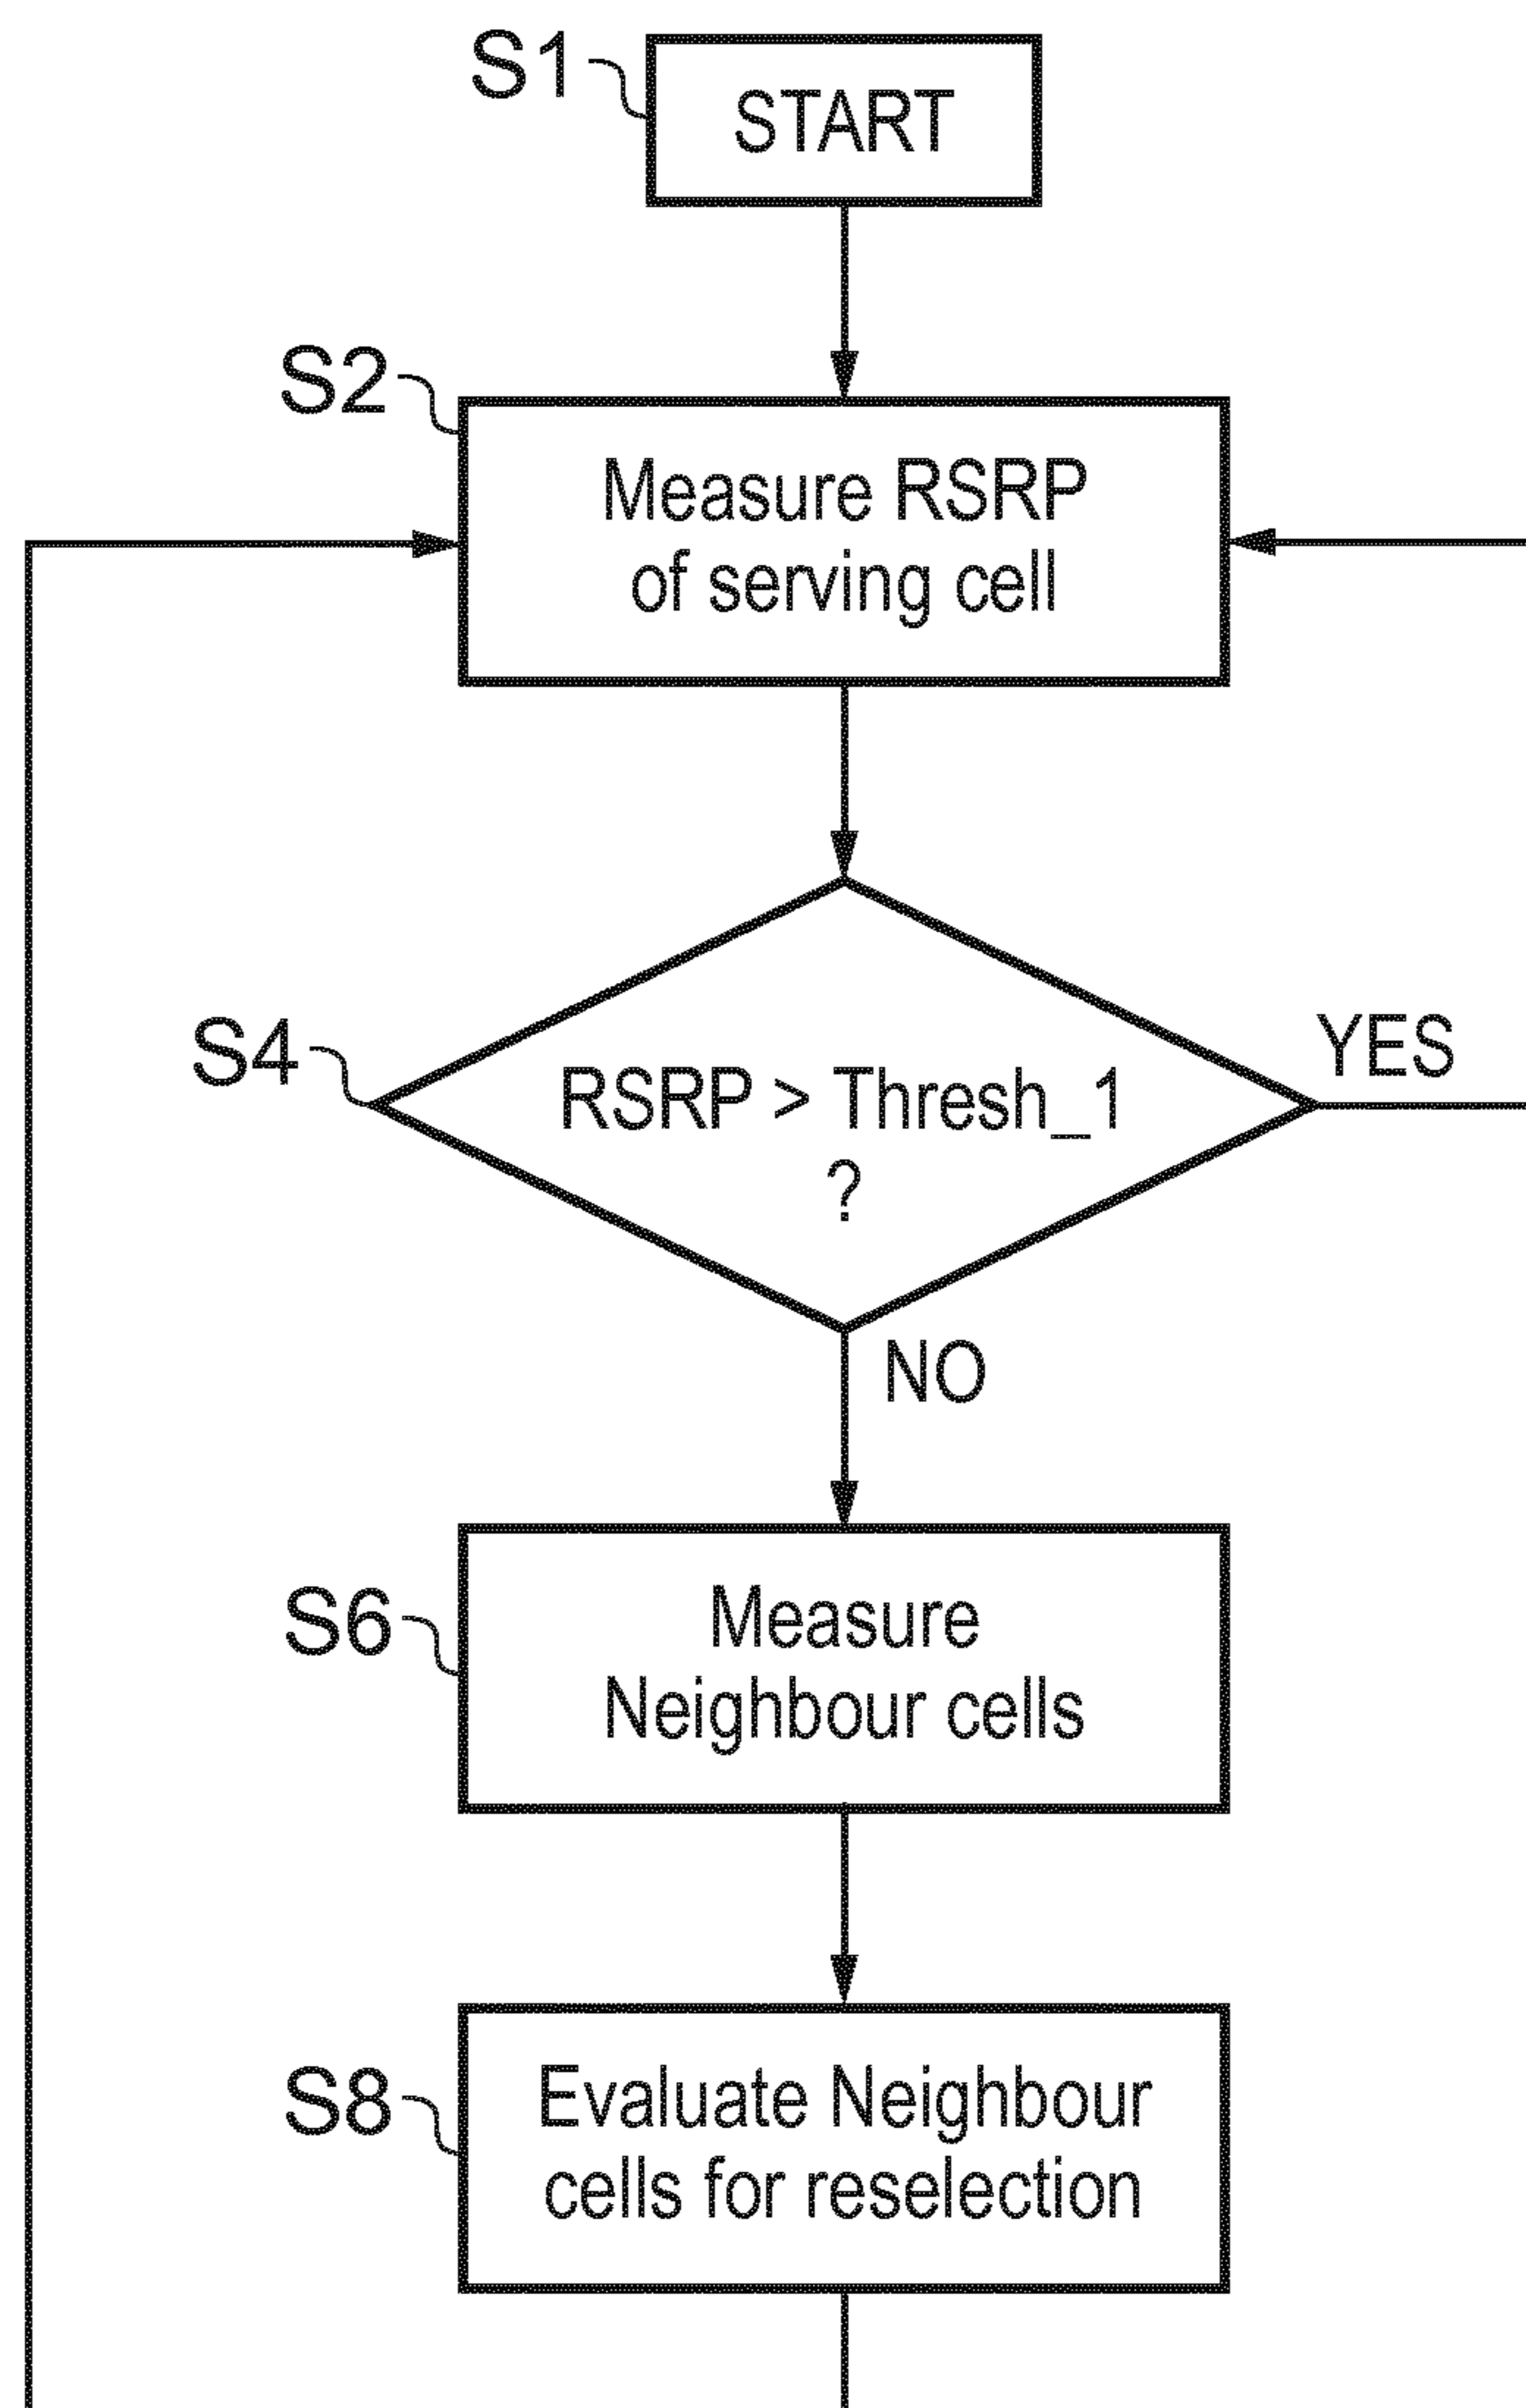 S1
START
S2
Measure RSRP
of serving cell
S4
RSRP > Thresh_1
?
YES
NO
S6
Measure
Neighbour cells
S8
Evaluate Neighbour
cells for reselection